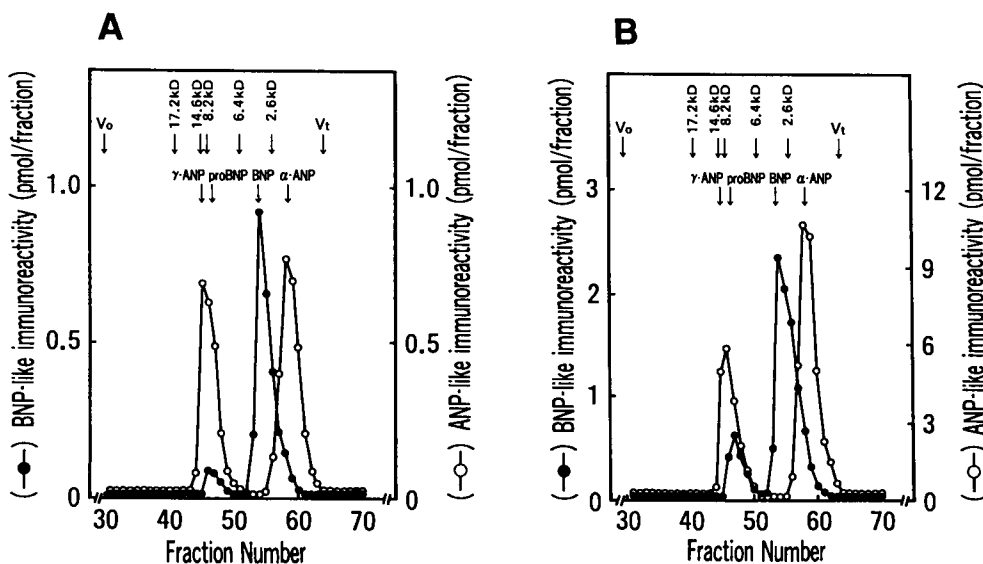 A
BNP-like immunoreactivity (pmol/fraction)
1.0
0.5
0
Vo
17.2kD
14.6kD
8.2kD
6.4kD
2.6kD
Vt
γ-ANP proBNP BNP α-ANP
1.0
0.5
0
ANP-like immunoreactivity (pmol/fraction)
30 40 50 60 70
Fraction Number
B
BNP-like immunoreactivity (pmol/fraction)
3
2
1
0
Vo
17.2kD
14.6kD
8.2kD
6.4kD
2.6kD
Vt
γ-ANP proBNP BNP α-ANP
12
9
6
3
0
ANP-like immunoreactivity (pmol/fraction)
30 40 50 60 70
Fraction Number